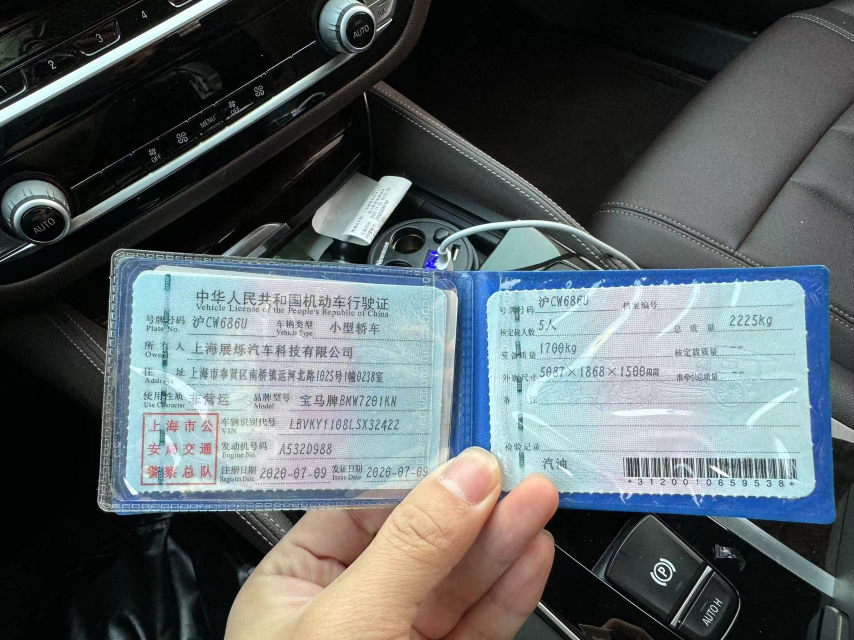 2
3
4
AUTO
OFF
MENU
OFF
AUTO
中华人民共和国机动车行驶证
Vehicle License of the People's Republic of China
号牌号码 沪CW686U 车辆类型 小型轿车
Plate No. Vehicle Type
所有人 上海展烁汽车科技有限公司
Owner
住址 上海市奉贤区南桥镇运河北路1025号1幢0238室
Address
使用性质 非营运 品牌型号 宝马牌BMW7201KN
Use Character Model
上海市公
安局交通
警察总队
车辆识别代号 LBVKY1108LSX32422
VIN
发动机号码 A532D988
Engine No.
注册日期 2020-07-09 发证日期 2020-07-09
Register Date Issue Date
号牌号码 沪CW686U 档案编号
核定载人数 5人 总质量 2225kg
整备质量 1700kg 核定载质量 --
外廓尺寸 5087×1868×1500mm 准牵引总质量 --
备注
检验记录
汽油
*3120010659538*
P
AUTO H